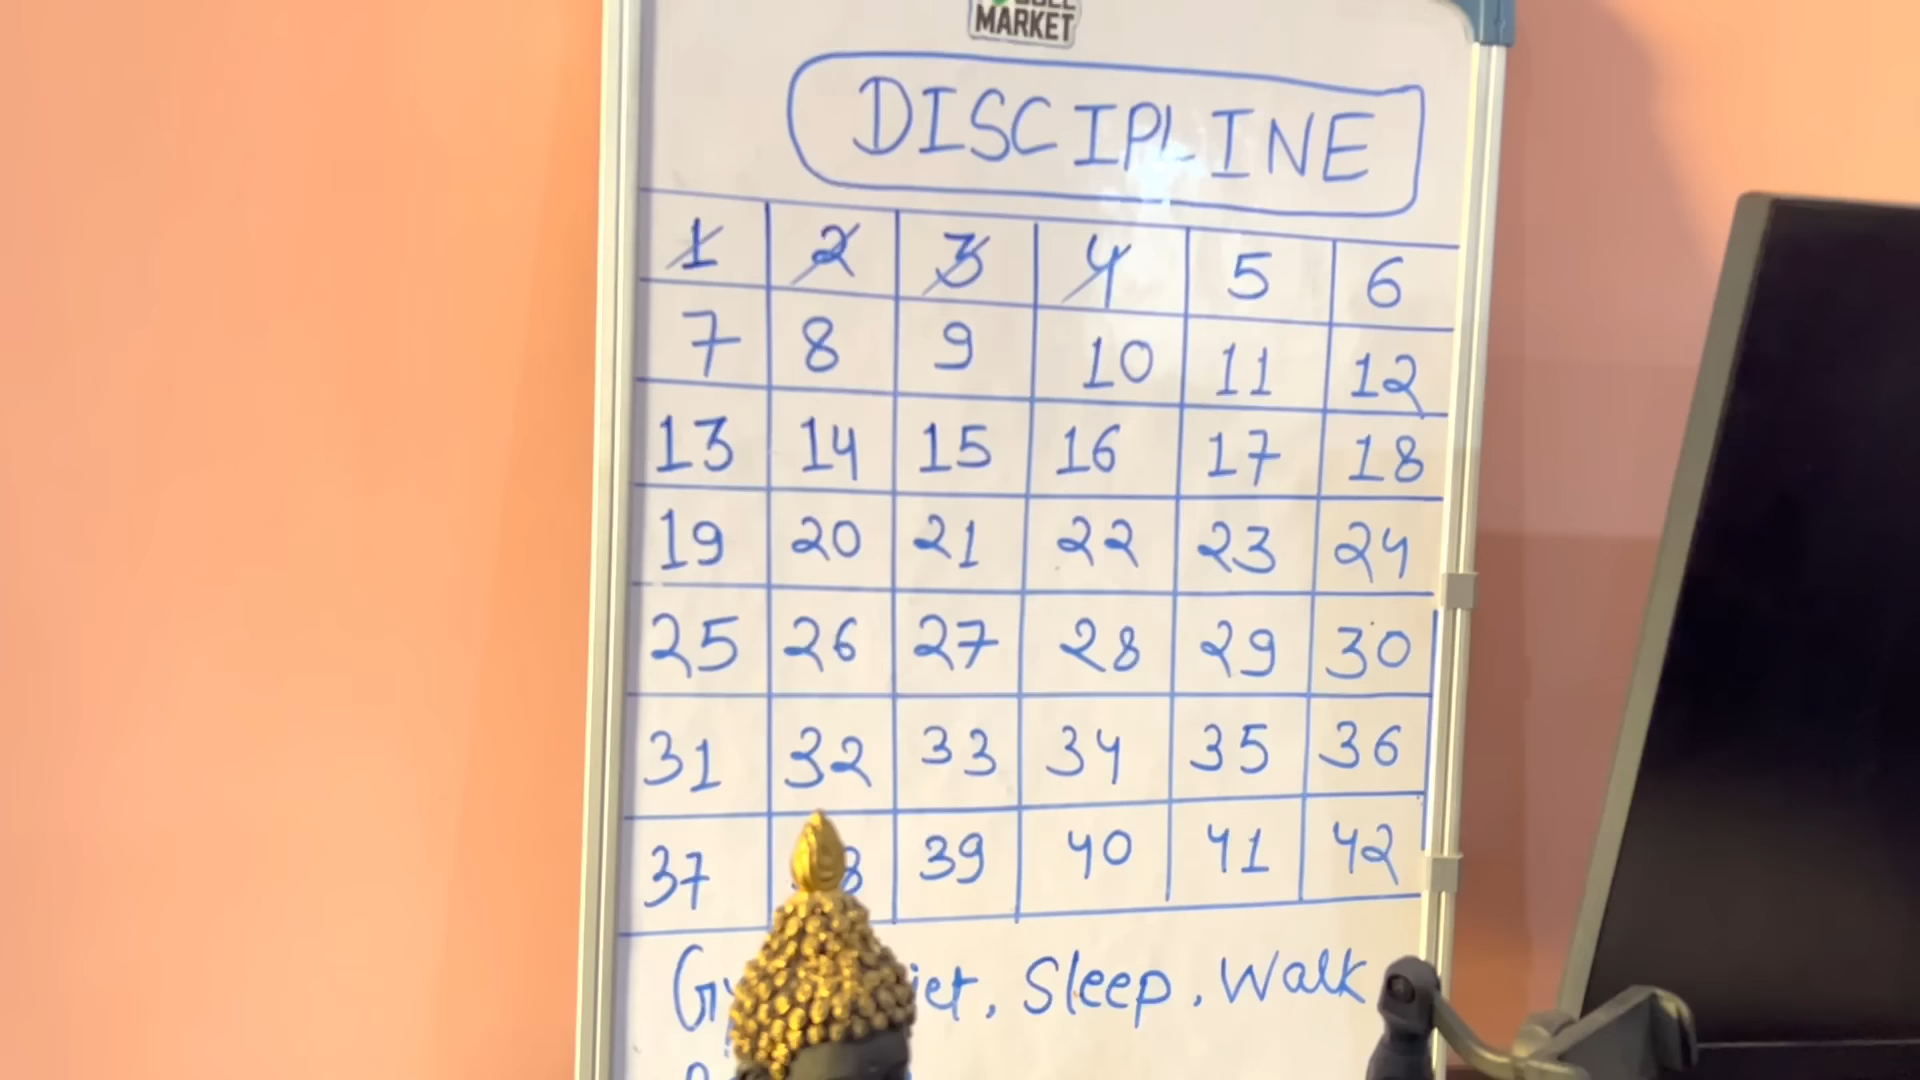 MARKET
DISCIPLINE
1 2 3 4 5 6
7 8 9 10 11 12
13 14 15 16 17 18
19 20 21 22 23 24
25 26 27 28 29 30
31 32 33 34 35 36
37 39 40 41 42
Sleep, Walk